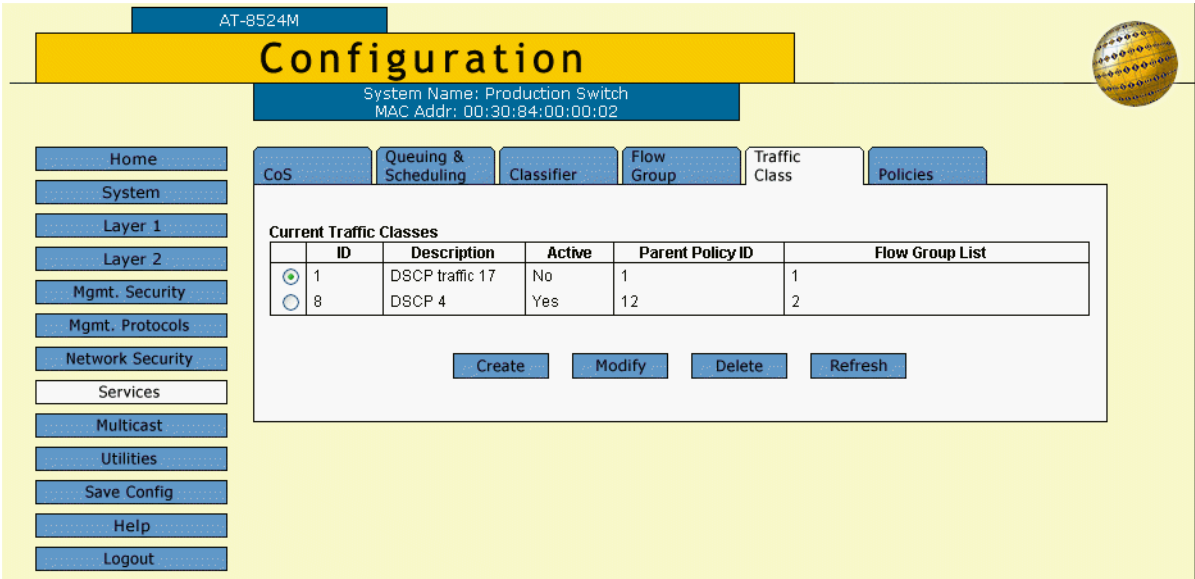 AT-8524M
Configuration
System Name: Production Switch
MAC Addr: 00:30:84:00:00:02
Home
System
Layer 1
Layer 2
Mgmt. Security
Mgmt. Protocols
Network Security
Services
Multicast
Utilities
Save Config
Help
Logout
CoS
Queuing &
Scheduling
Classifier
Flow
Group
Traffic
Class
Policies
Current Traffic Classes
ID Description Active Parent Policy ID Flow Group List
1 DSCP traffic 17 No 1 1
8 DSCP 4 Yes 12 2
Create Modify Delete Refresh